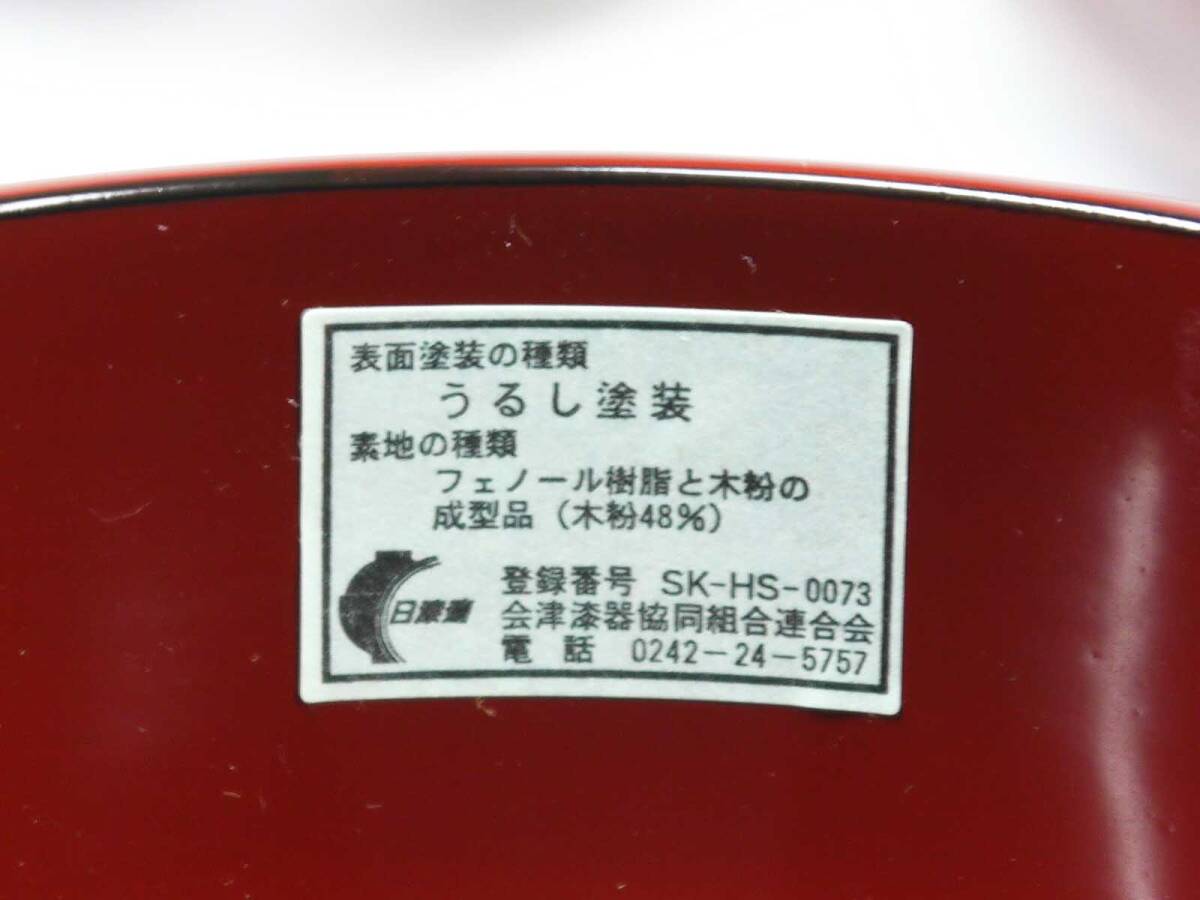 表面塗装の種類
うるし塗装
素地の種類
フェノール樹脂と木粉の
成型品（木粉48%）
登録番号 SK-HS-0073
日漆連
会津漆器協同組合連合会
電話 0242-24-5757